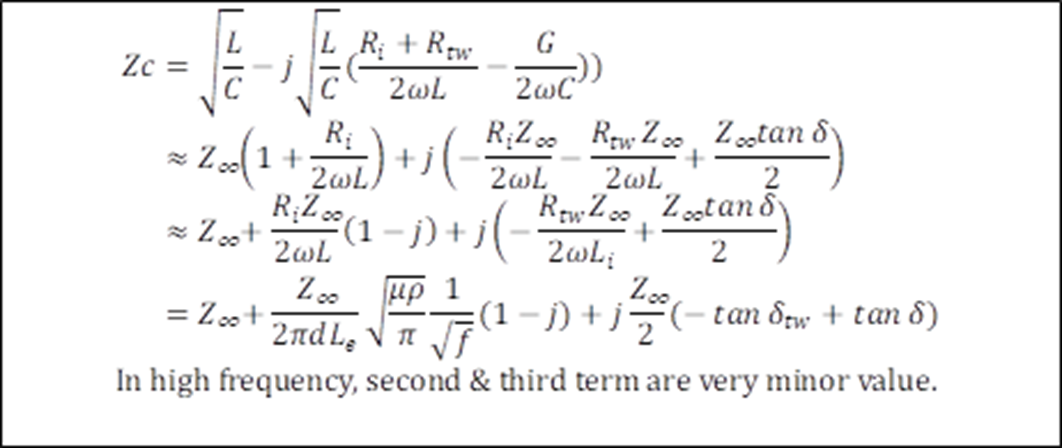 Zc = √(L/C) − j√(L/C)((R_i + R_tw)/(2ωL) − G/(2ωC)))
≈ Z_∞(1 + R_i/(2ωL)) + j(−(R_i Z_∞)/(2ωL) − (R_tw Z_∞)/(2ωL) + (Z_∞ tan δ)/2)
≈ Z_∞ + (R_i Z_∞)/(2ωL)(1 − j) + j(−(R_tw Z_∞)/(2ωL_i) + (Z_∞ tan δ)/2)
= Z_∞ + Z_∞/(2πdL_e) √(μρ/π) 1/√f (1 − j) + j Z_∞/2 (− tan δ_tw + tan δ)
In high frequency, second & third term are very minor value.